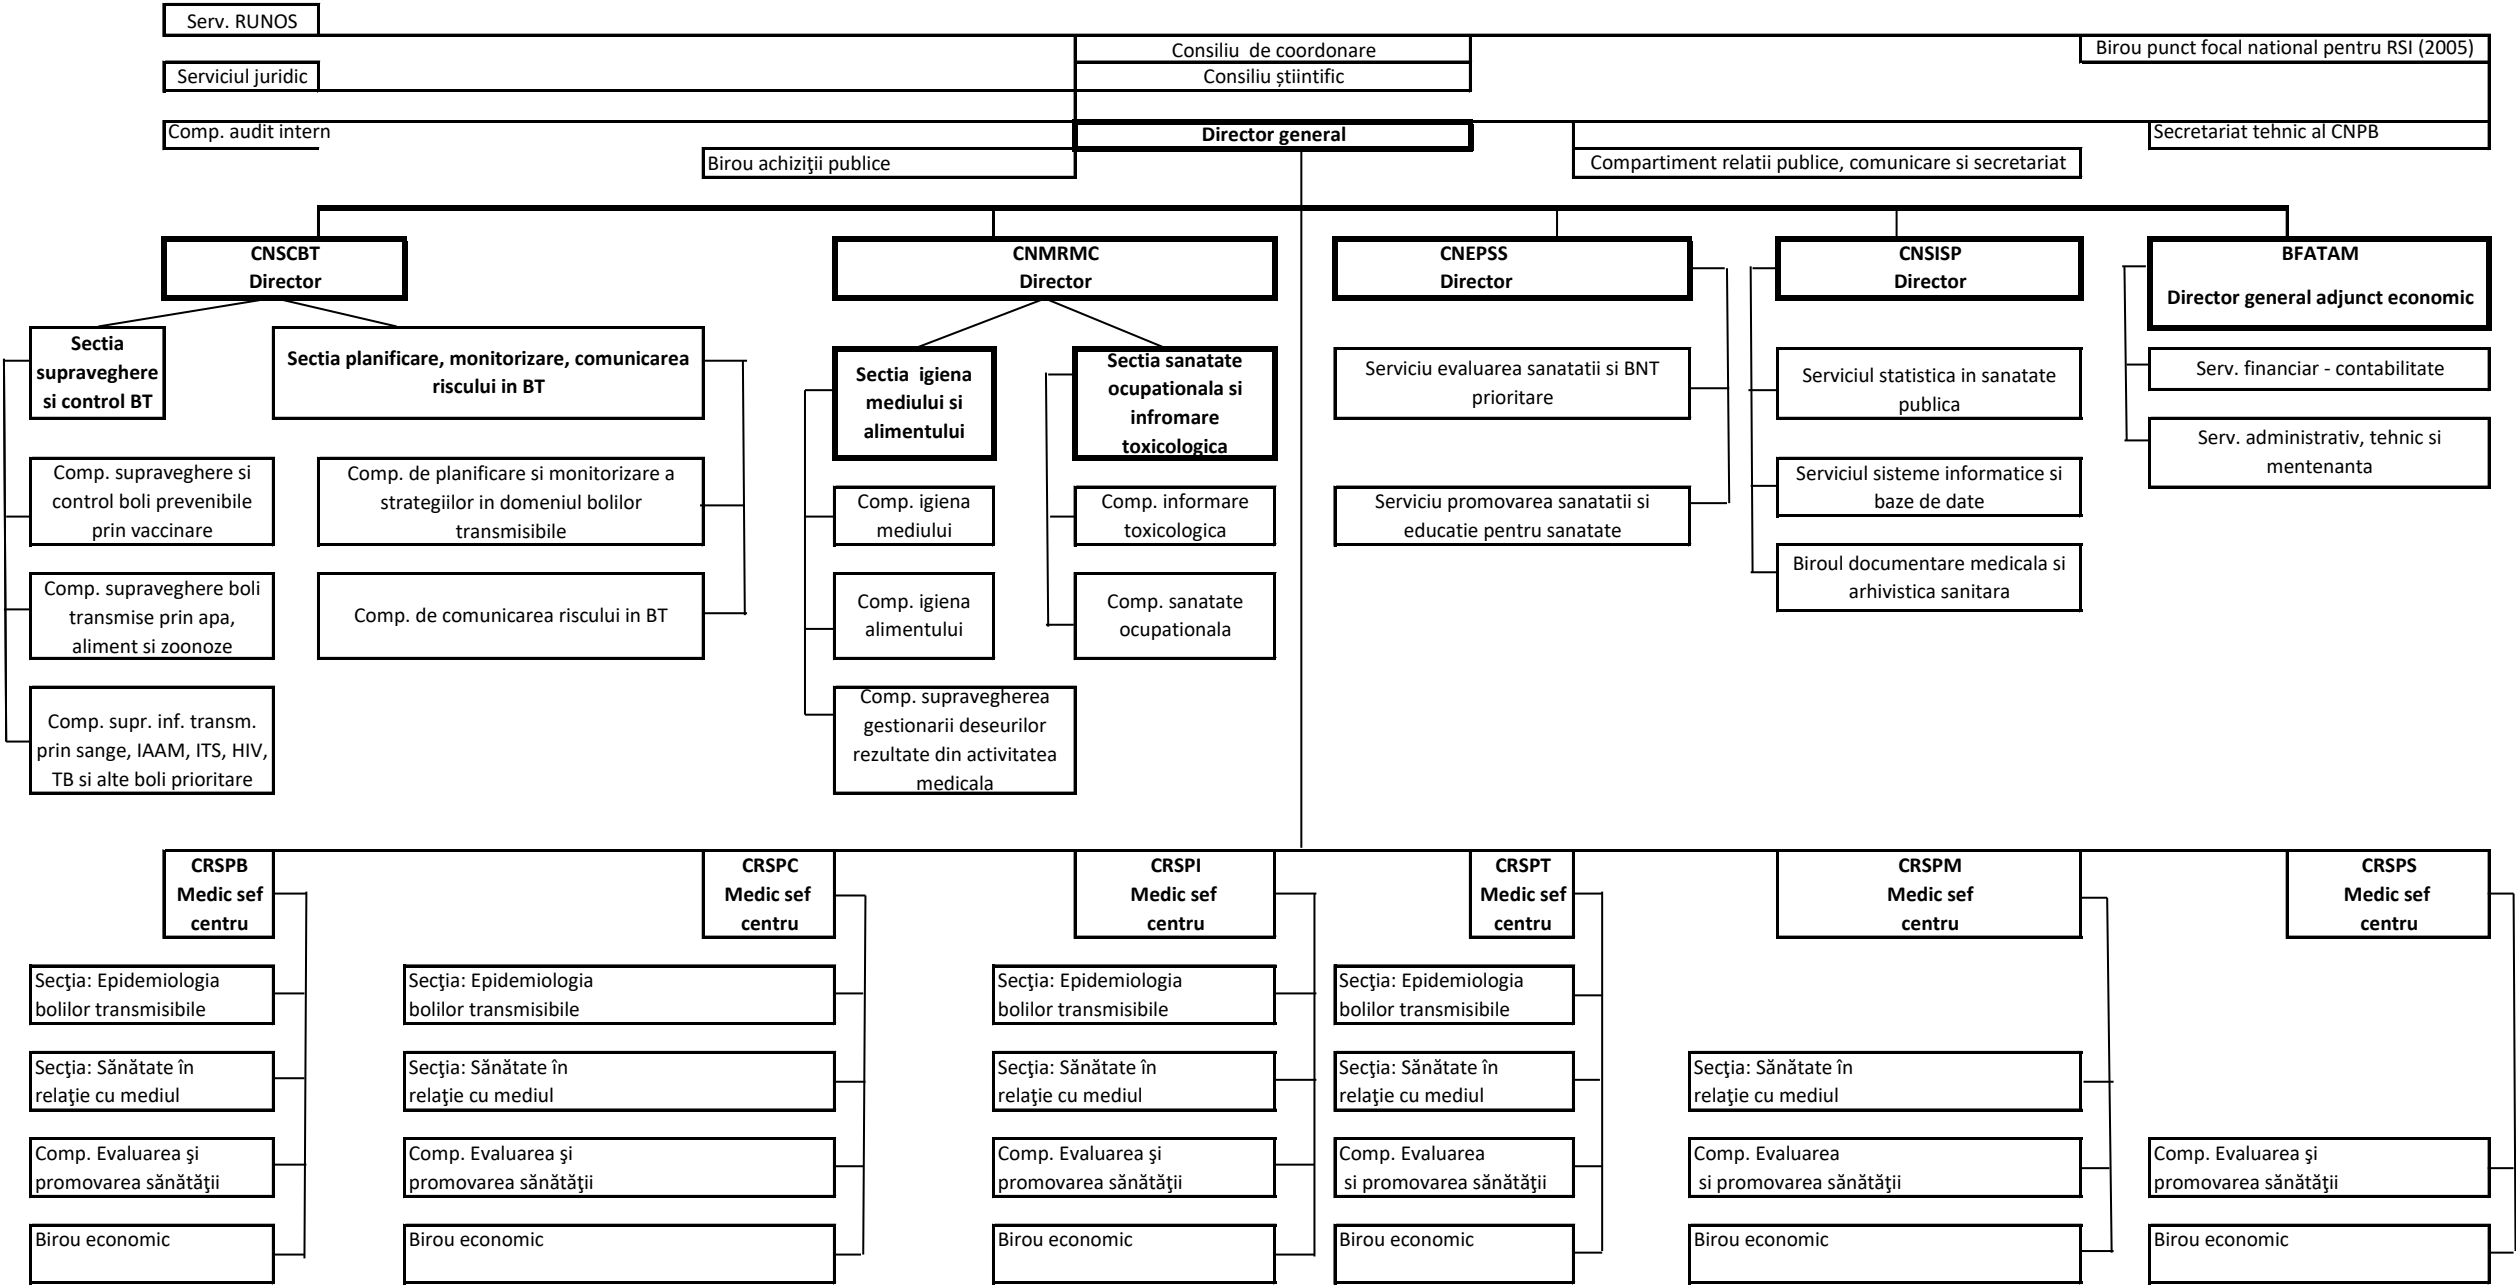 Serv. RUNOS
Consiliu de coordonare
Birou punct focal national pentru RSI (2005)
Serviciul juridic
Consiliu științific
Comp. audit intern
Director general
Secretariat tehnic al CNPB
Birou achiziţii publice
Compartiment relatii publice, comunicare si secretariat
CNSCBT
Director
CNMRMC
Director
CNEPSS
Director
CNSISP
Director
BFATAM
Director general adjunct economic
Sectia
supraveghere
si control BT
Sectia planificare, monitorizare, comunicarea
riscului in BT
Sectia igiena
mediului si
alimentului
Sectia sanatate
ocupationala si
infromare
toxicologica
Serviciu evaluarea sanatatii si BNT
prioritare
Serviciul statistica in sanatate
publica
Serv. financiar - contabilitate
Serv. administrativ, tehnic si
mentenanta
Comp. supraveghere si
control boli prevenibile
prin vaccinare
Comp. de planificare si monitorizare a
strategiilor in domeniul bolilor
transmisibile
Comp. igiena
mediului
Comp. informare
toxicologica
Serviciu promovarea sanatatii si
educatie pentru sanatate
Serviciul sisteme informatice si
baze de date
Comp. supraveghere boli
transmise prin apa,
aliment si zoonoze
Comp. de comunicarea riscului in BT
Comp. igiena
alimentului
Comp. sanatate
ocupationala
Biroul documentare medicala si
arhivistica sanitara
Comp. supr. inf. transm.
prin sange, IAAM, ITS, HIV,
TB si alte boli prioritare
Comp. supravegherea
gestionarii deseurilor
rezultate din activitatea
medicala
CRSPB
Medic sef
centru
CRSPC
Medic sef
centru
CRSPI
Medic sef
centru
CRSPT
Medic sef
centru
CRSPM
Medic sef
centru
CRSPS
Medic sef
centru
Secţia: Epidemiologia
bolilor transmisibile
Secţia: Epidemiologia
bolilor transmisibile
Secţia: Epidemiologia
bolilor transmisibile
Secţia: Epidemiologia
bolilor transmisibile
Secţia: Sănătate în
relaţie cu mediul
Secţia: Sănătate în
relaţie cu mediul
Secţia: Sănătate în
relaţie cu mediul
Secţia: Sănătate în
relaţie cu mediul
Secţia: Sănătate în
relaţie cu mediul
Comp. Evaluarea şi
promovarea sănătăţii
Comp. Evaluarea şi
promovarea sănătăţii
Comp. Evaluarea şi
promovarea sănătăţii
Comp. Evaluarea
si promovarea sănătăţii
Comp. Evaluarea
si promovarea sănătăţii
Comp. Evaluarea şi
promovarea sănătăţii
Birou economic
Birou economic
Birou economic
Birou economic
Birou economic
Birou economic